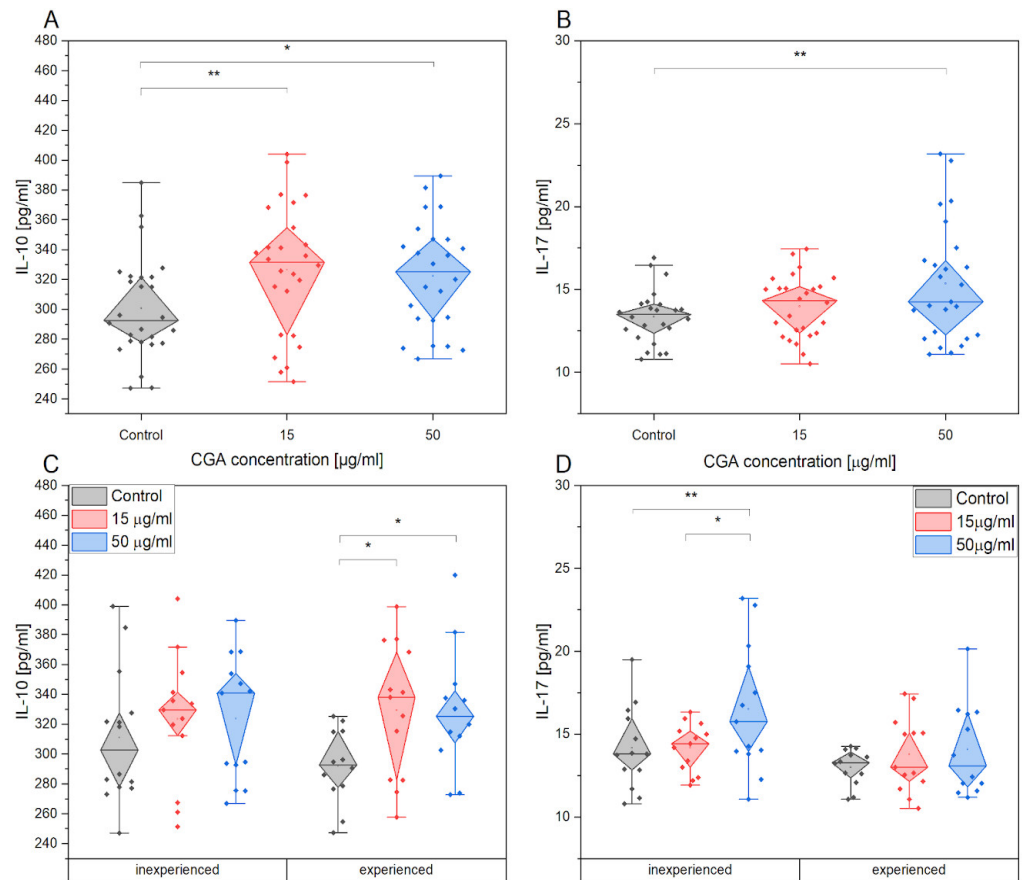 A
480
460
440
420
400
380
360
340
320
300
280
260
240
IL-10 [pg/ml]
*
**
Control
15
50
CGA concentration [µg/ml]
B
30
25
20
15
10
IL-17 [pg/ml]
**
Control
15
50
CGA concentration [µg/ml]
C
480
460
440
420
400
380
360
340
320
300
280
260
240
IL-10 [pg/ml]
Control
15 µg/ml
50 µg/ml
*
*
inexperienced
experienced
D
30
25
20
15
10
IL-17 [pg/ml]
**
*
Control
15µg/ml
50µg/ml
inexperienced
experienced